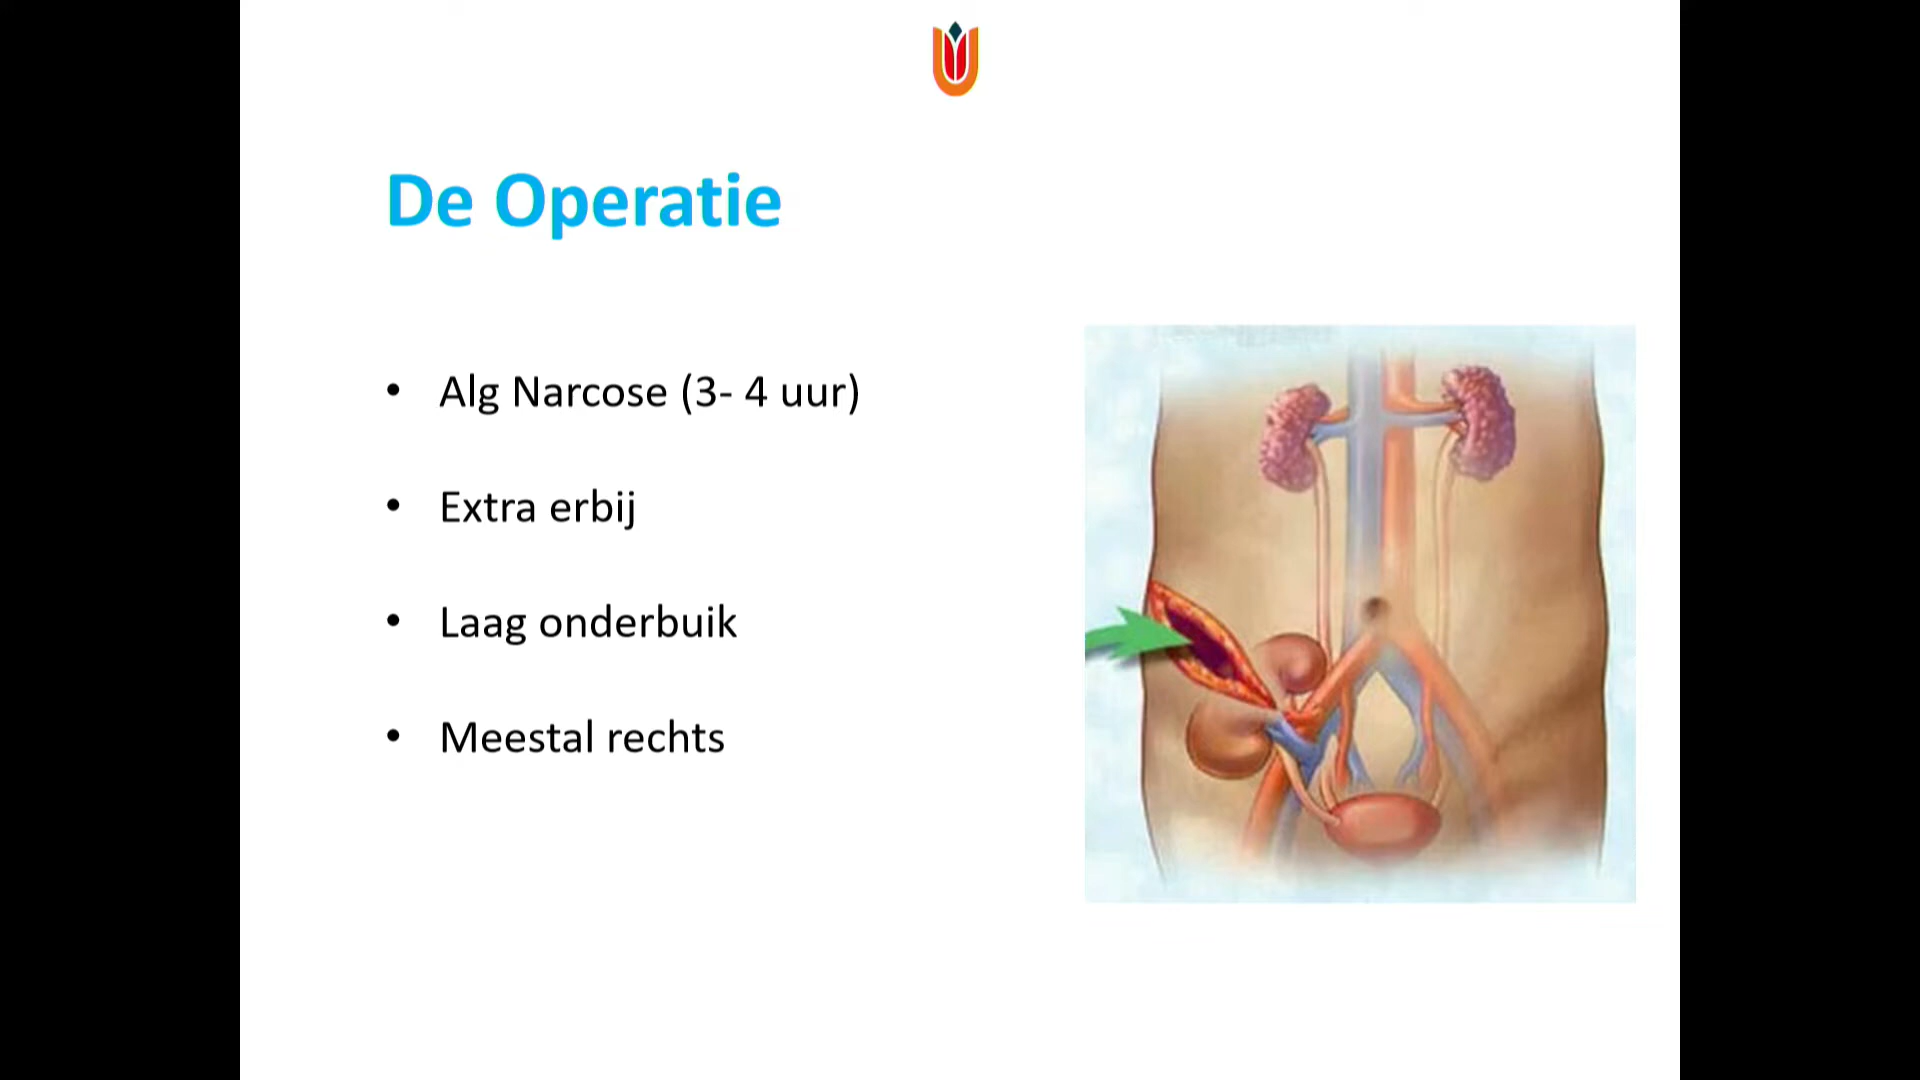 De Operatie
• Alg Narcose (3- 4 uur)
• Extra erbij
• Laag onderbuik
• Meestal rechts